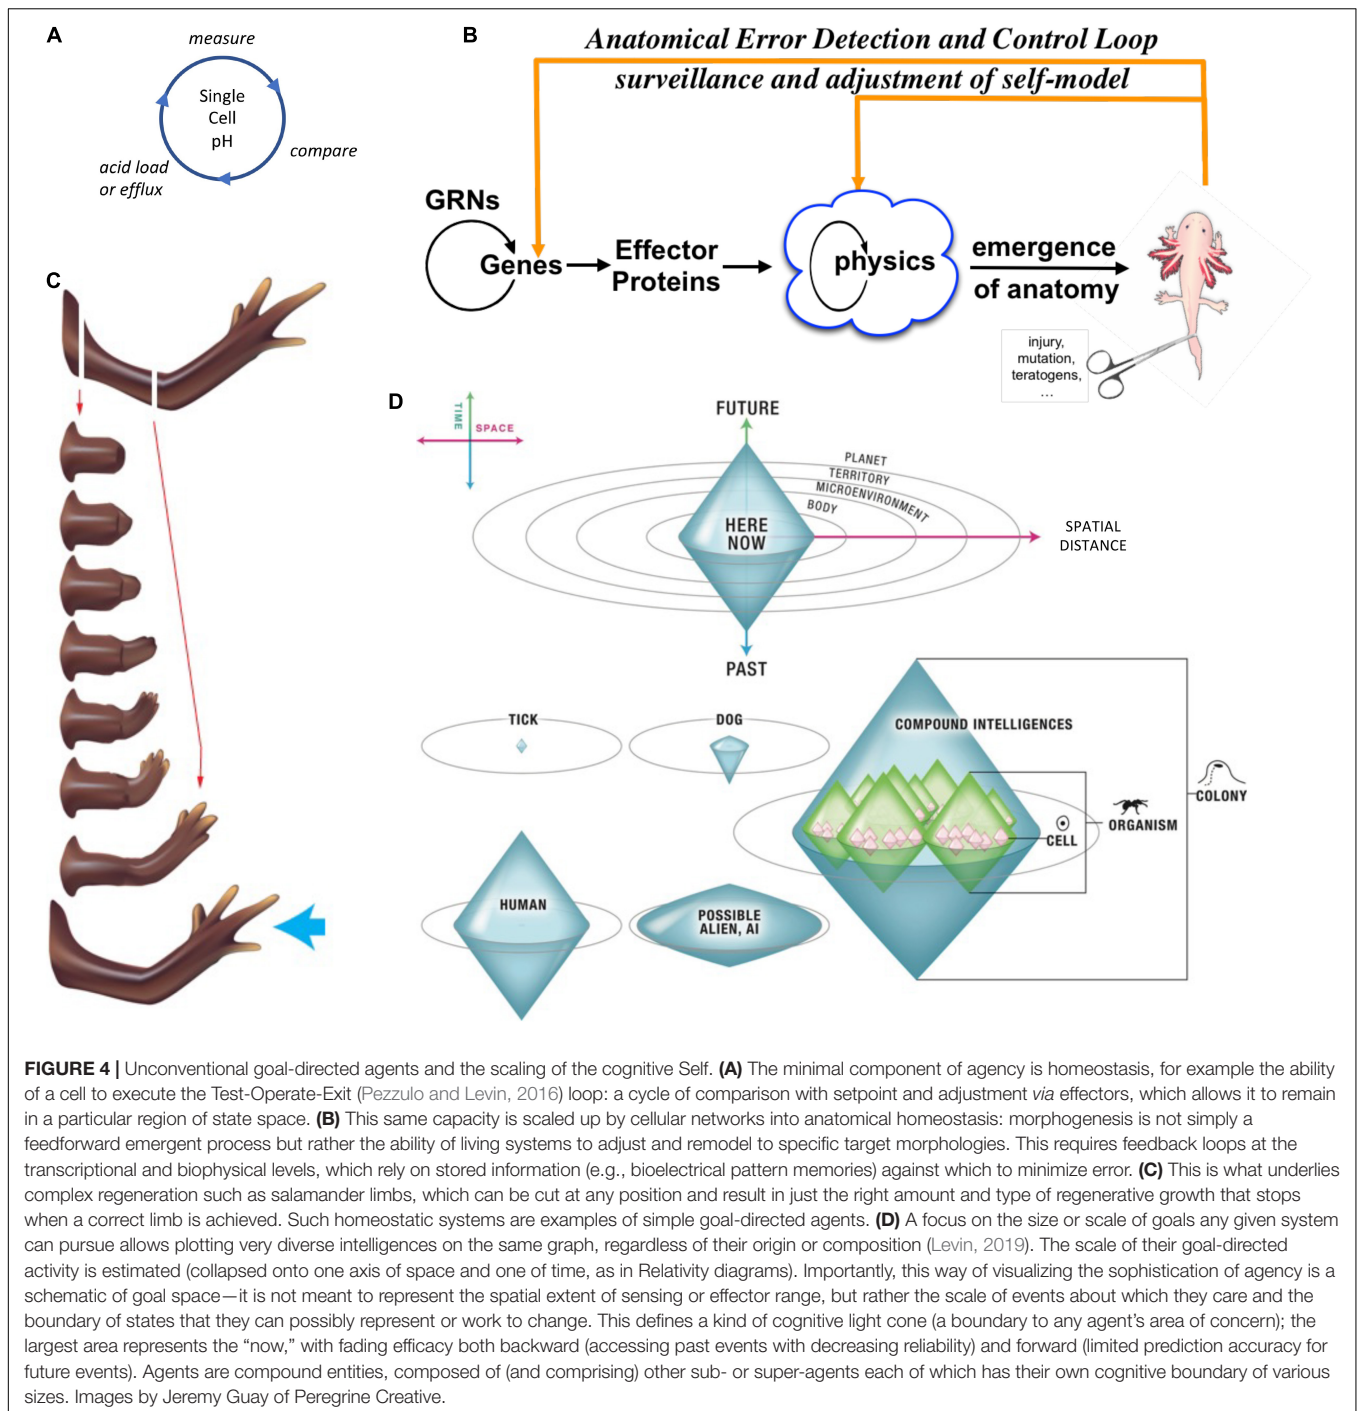 A
measure
Single
Cell
pH
compare
acid load
or efflux
B
Anatomical Error Detection and Control Loop
surveillance and adjustment of self-model
GRNs
Genes
Effector
Proteins
physics
emergence
of anatomy
injury,
mutation,
teratogens,
...
C
D
TIME
SPACE
FUTURE
PLANET
TERRITORY
MICROENVIRONMENT
BODY
HERE
NOW
SPATIAL
DISTANCE
PAST
TICK
DOG
COMPOUND INTELLIGENCES
COLONY
ORGANISM
CELL
HUMAN
POSSIBLE
ALIEN, AI
FIGURE 4 | Unconventional goal-directed agents and the scaling of the cognitive Self. (A) The minimal component of agency is homeostasis, for example the ability
of a cell to execute the Test-Operate-Exit (Pezzulo and Levin, 2016) loop: a cycle of comparison with setpoint and adjustment via effectors, which allows it to remain
in a particular region of state space. (B) This same capacity is scaled up by cellular networks into anatomical homeostasis: morphogenesis is not simply a
feedforward emergent process but rather the ability of living systems to adjust and remodel to specific target morphologies. This requires feedback loops at the
transcriptional and biophysical levels, which rely on stored information (e.g., bioelectrical pattern memories) against which to minimize error. (C) This is what underlies
complex regeneration such as salamander limbs, which can be cut at any position and result in just the right amount and type of regenerative growth that stops
when a correct limb is achieved. Such homeostatic systems are examples of simple goal-directed agents. (D) A focus on the size or scale of goals any given system
can pursue allows plotting very diverse intelligences on the same graph, regardless of their origin or composition (Levin, 2019). The scale of their goal-directed
activity is estimated (collapsed onto one axis of space and one of time, as in Relativity diagrams). Importantly, this way of visualizing the sophistication of agency is a
schematic of goal space—it is not meant to represent the spatial extent of sensing or effector range, but rather the scale of events about which they care and the
boundary of states that they can possibly represent or work to change. This defines a kind of cognitive light cone (a boundary to any agent's area of concern); the
largest area represents the “now,” with fading efficacy both backward (accessing past events with decreasing reliability) and forward (limited prediction accuracy for
future events). Agents are compound entities, composed of (and comprising) other sub- or super-agents each of which has their own cognitive boundary of various
sizes. Images by Jeremy Guay of Peregrine Creative.